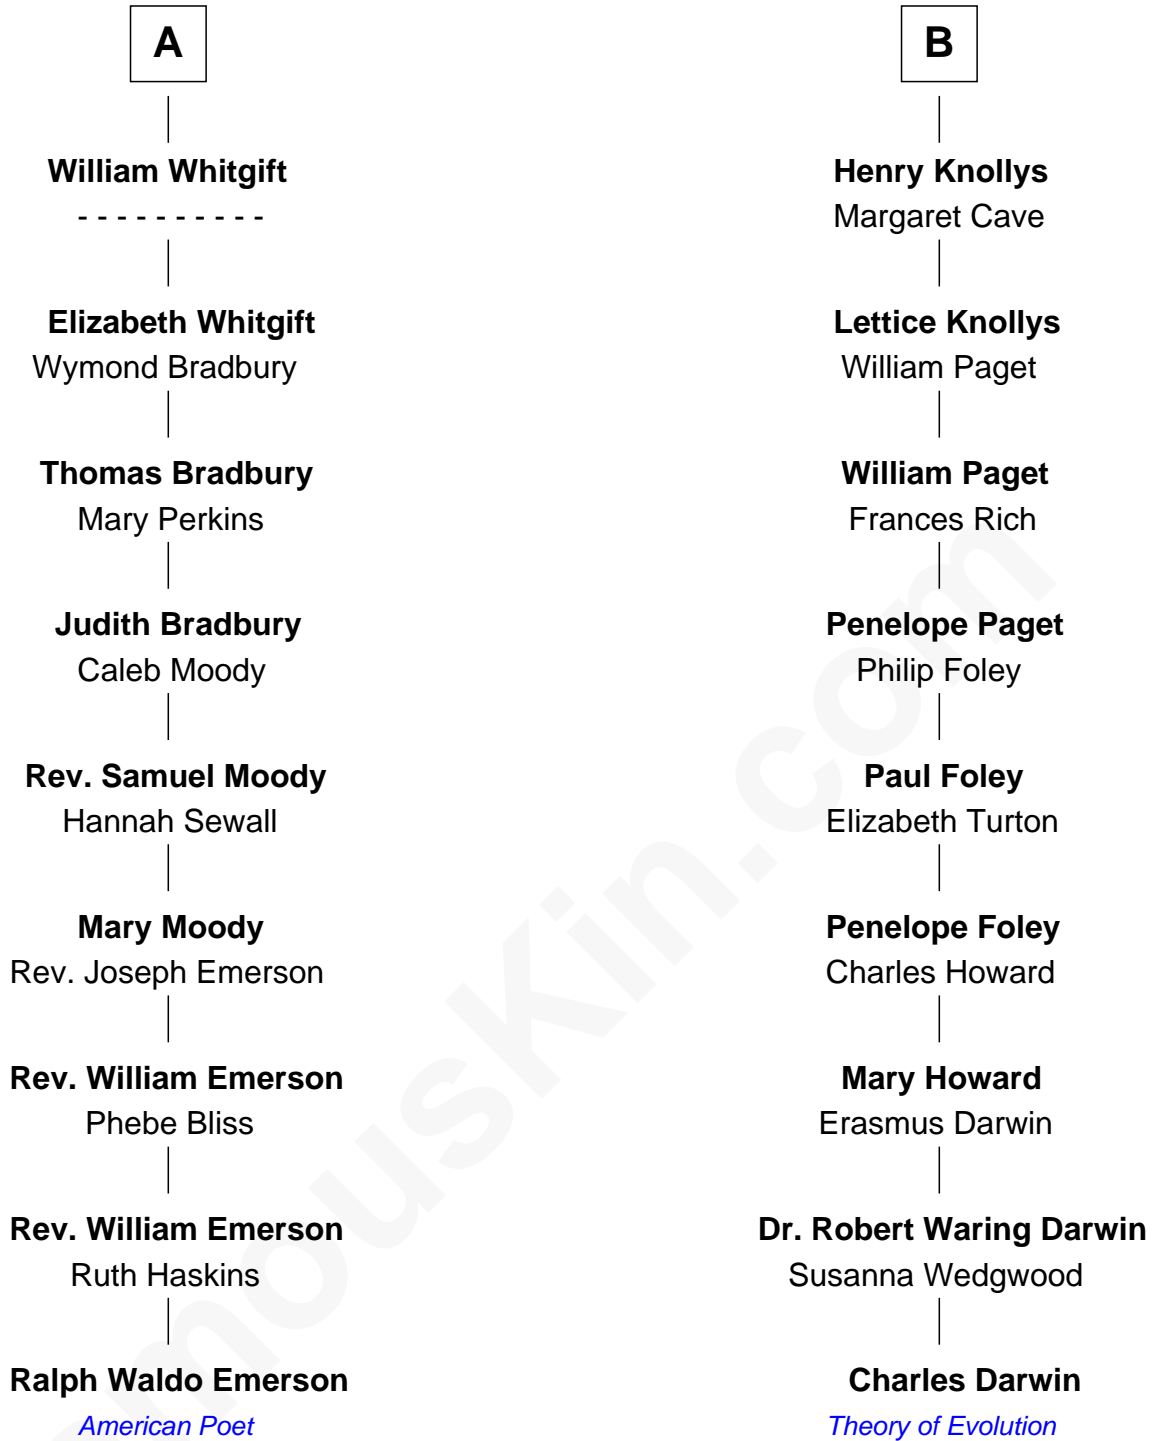 A
William Whitgift
- - - - - - - - - -
Elizabeth Whitgift
Wymond Bradbury
Thomas Bradbury
Mary Perkins
Judith Bradbury
Caleb Moody
Rev. Samuel Moody
Hannah Sewall
Mary Moody
Rev. Joseph Emerson
Rev. William Emerson
Phebe Bliss
Rev. William Emerson
Ruth Haskins
Ralph Waldo Emerson
American Poet
B
Henry Knollys
Margaret Cave
Lettice Knollys
William Paget
William Paget
Frances Rich
Penelope Paget
Philip Foley
Paul Foley
Elizabeth Turton
Penelope Foley
Charles Howard
Mary Howard
Erasmus Darwin
Dr. Robert Waring Darwin
Susanna Wedgwood
Charles Darwin
Theory of Evolution
mousKin.com